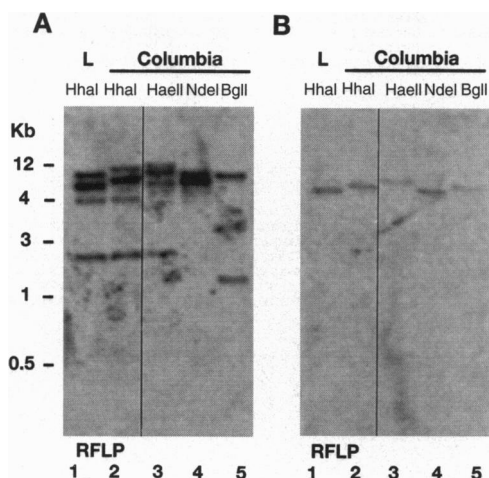 A
B
L Columbia
L Columbia
HhaI HhaI HaeII NdeI BglI
HhaI HhaI HaeII NdeI BglI
Kb
12
4
3
1
0.5
RFLP
RFLP
1 2 3 4 5
1 2 3 4 5